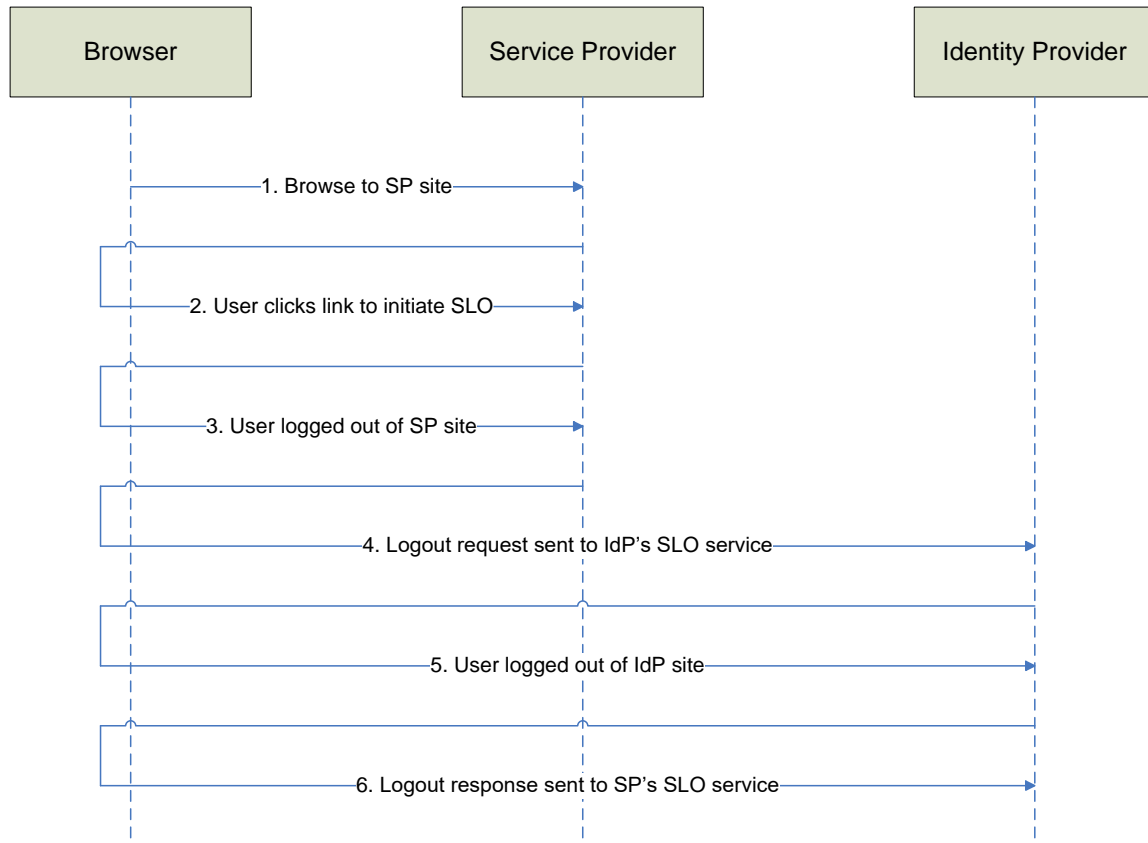 Browser
Service Provider
Identity Provider
1. Browse to SP site
2. User clicks link to initiate SLO
3. User logged out of SP site
4. Logout request sent to IdP’s SLO service
5. User logged out of IdP site
6. Logout response sent to SP’s SLO service